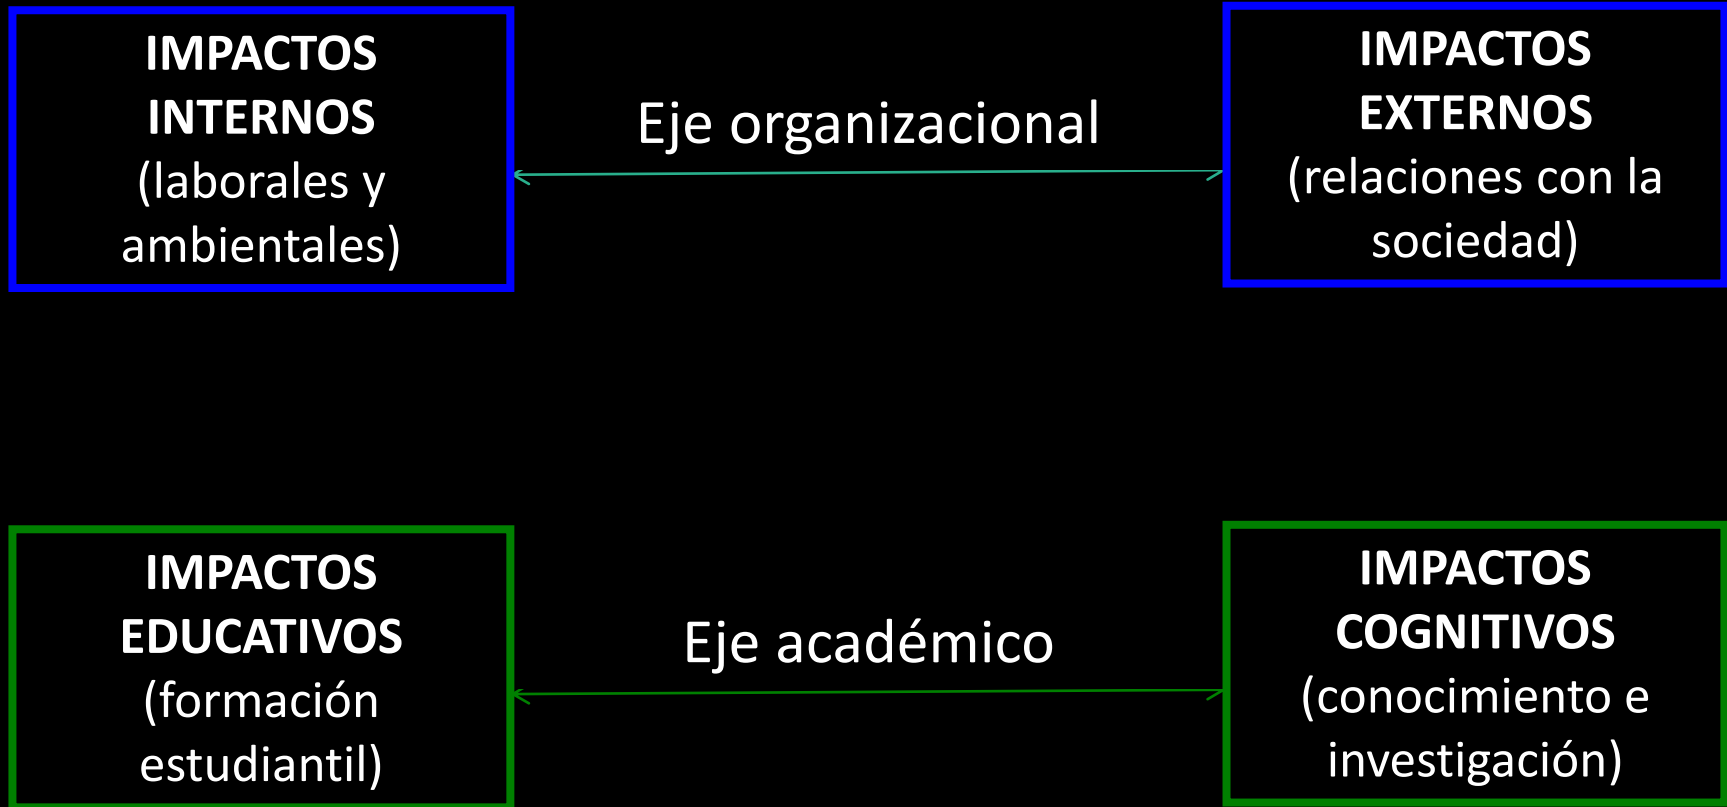 IMPACTOS
INTERNOS
(laborales y
ambientales)
Eje organizacional
IMPACTOS
EXTERNOS
(relaciones con la
sociedad)
IMPACTOS
EDUCATIVOS
(formación
estudiantil)
Eje académico
IMPACTOS
COGNITIVOS
(conocimiento e
investigación)